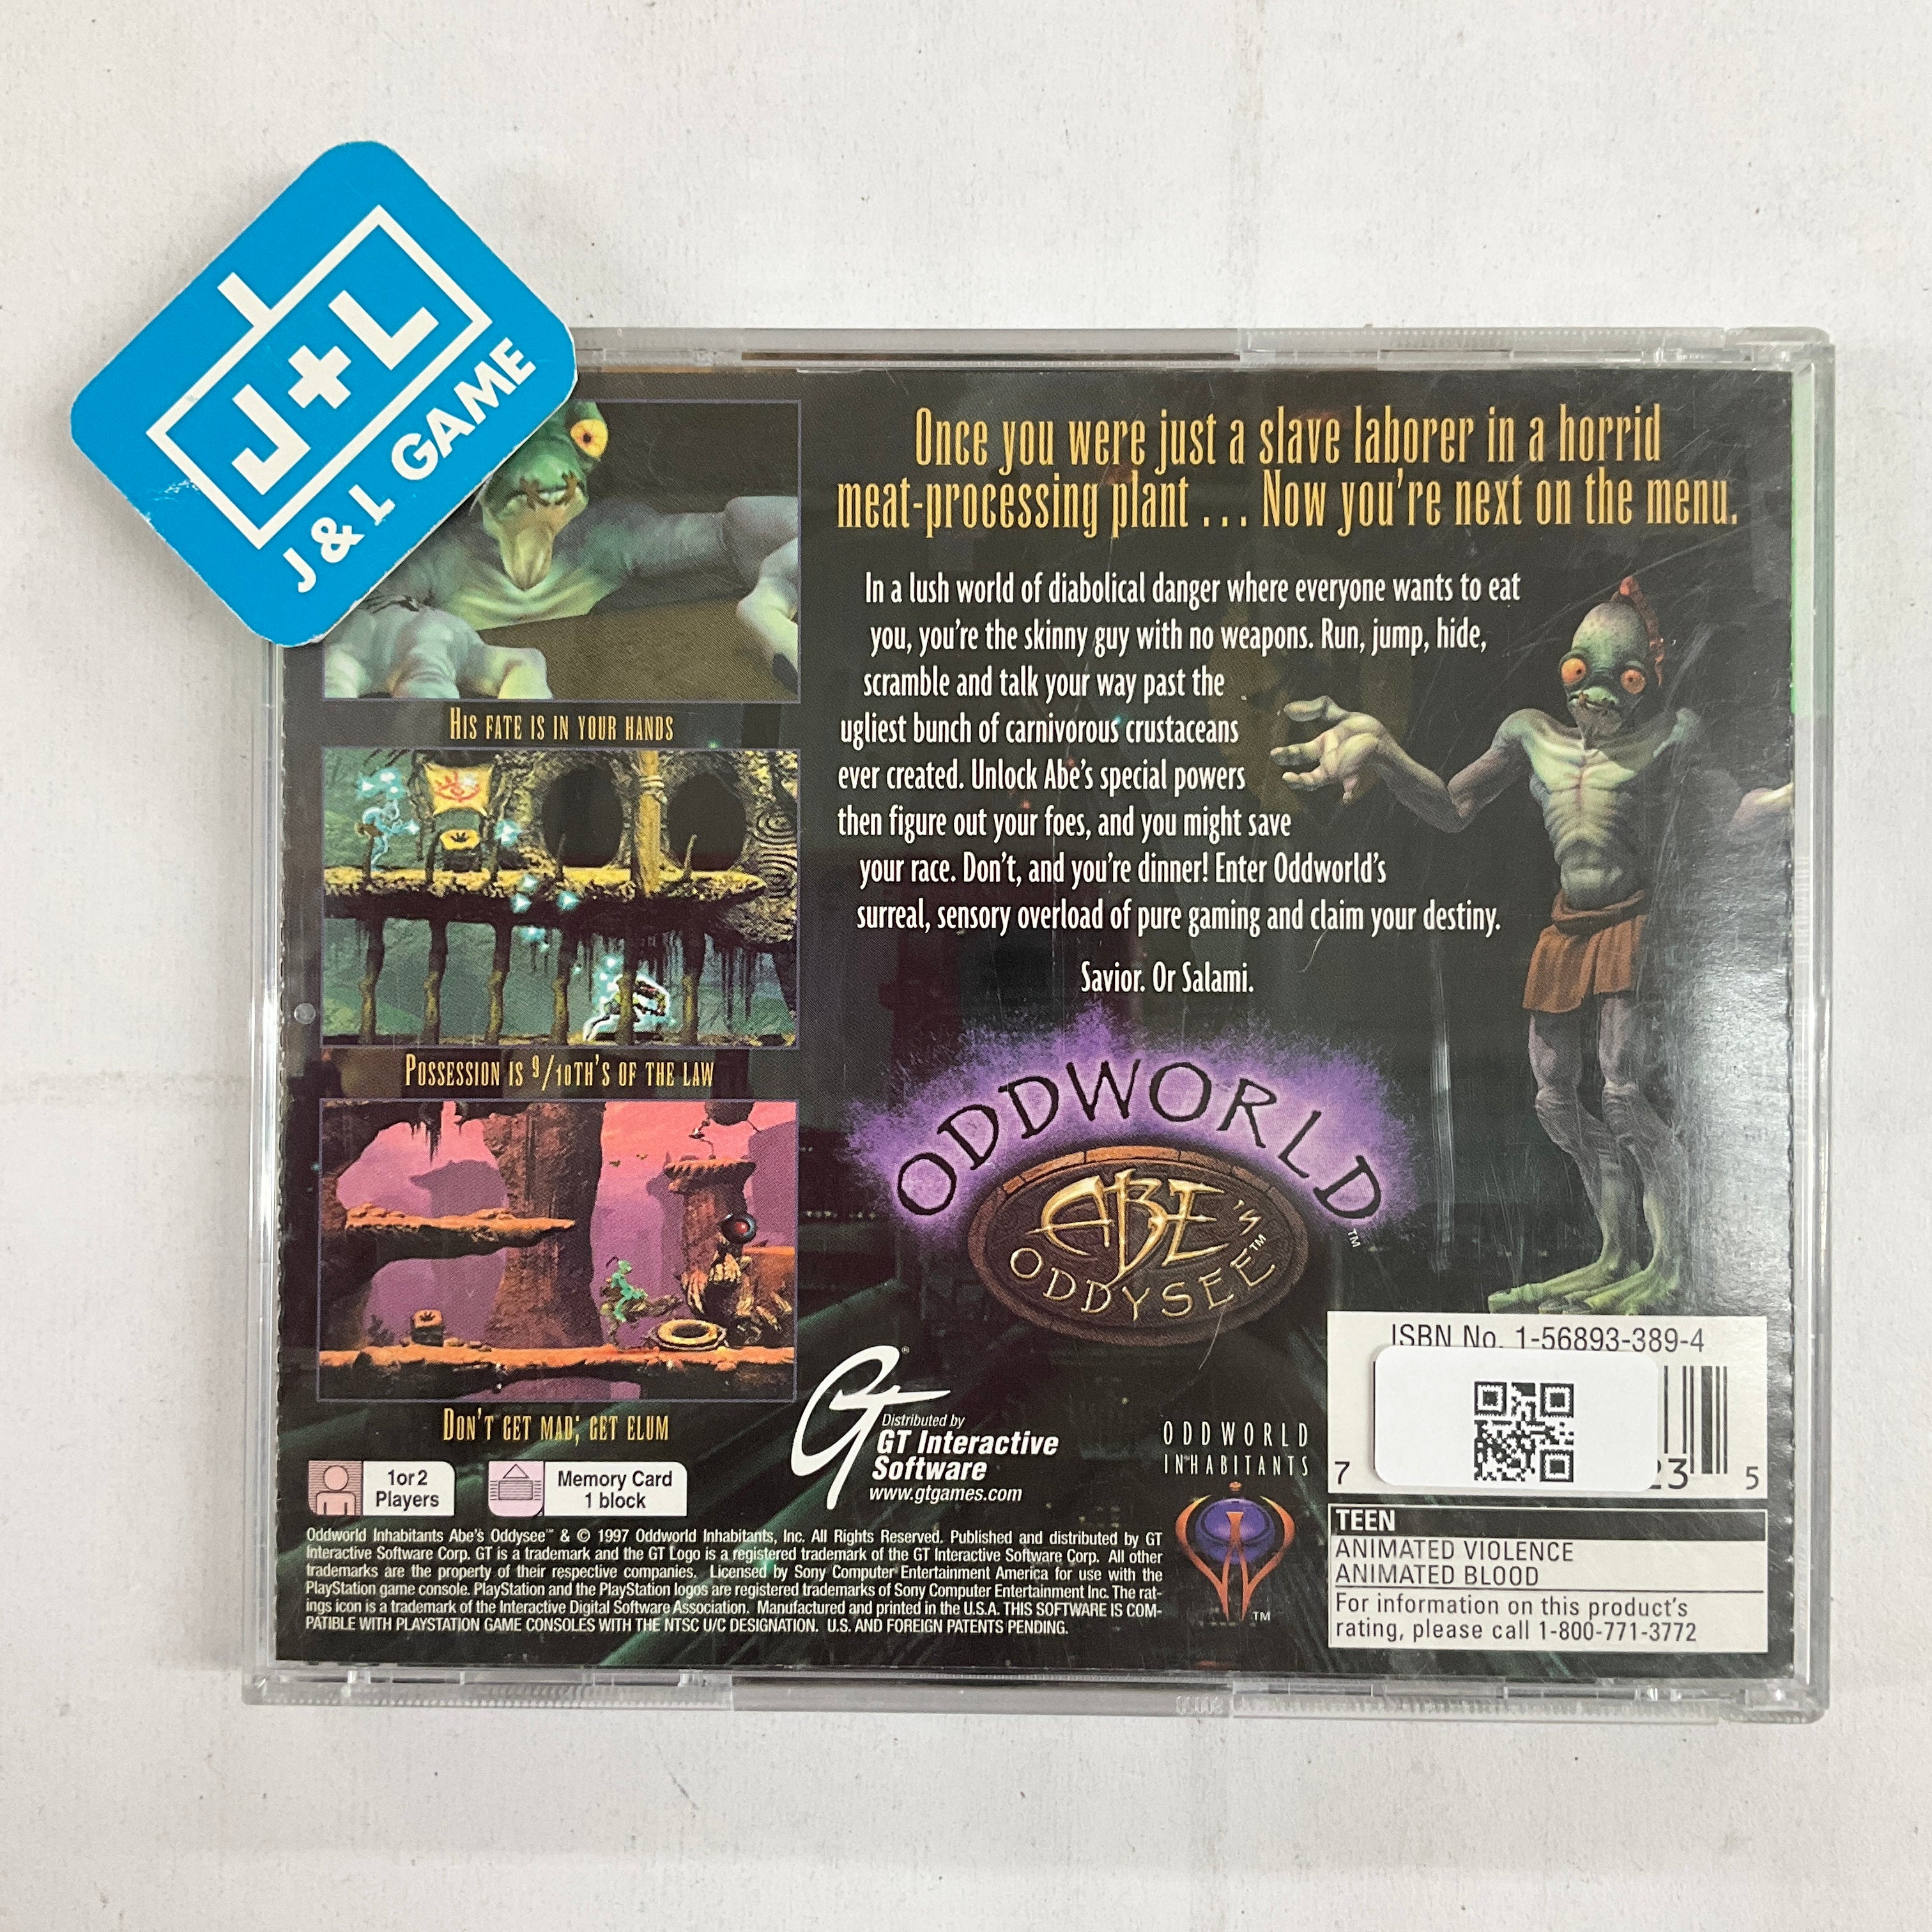 J+L
J & L GAME
Once you were just a slave laborer in a horrid
meat-processing plant . . . Now you're next on the menu.
In a lush world of diabolical danger where everyone wants to eat
you, you're the skinny guy with no weapons. Run, jump, hide,
scramble and talk your way past the
ugliest bunch of carnivorous crustaceans
ever created. Unlock Abe's special powers
then figure out your foes, and you might save
your race. Don't, and you're dinner! Enter Oddworld's
surreal, sensory overload of pure gaming and claim your destiny.
Savior. Or Salami.
HIS FATE IS IN YOUR HANDS
POSSESSION IS 9/10TH'S OF THE LAW
DON'T GET MAD; GET ELUM
ODDWORLD™
ABE'S
ODDYSEE™
1 or 2
Players
Memory Card
1 block
GT®
Distributed by
GT Interactive
Software
www.gtgames.com
ODDWORLD
INHABITANTS
™
ISBN No. 1-56893-389-4
7 23 5
TEEN
ANIMATED VIOLENCE
ANIMATED BLOOD
For information on this product's
rating, please call 1-800-771-3772
Oddworld Inhabitants Abe's Oddysee™ & © 1997 Oddworld Inhabitants, Inc. All Rights Reserved. Published and distributed by GT
Interactive Software Corp. GT is a trademark and the GT Logo is a registered trademark of the GT Interactive Software Corp. All other
trademarks are the property of their respective companies. Licensed by Sony Computer Entertainment America for use with the
PlayStation game console. PlayStation and the PlayStation logos are registered trademarks of Sony Computer Entertainment Inc. The rat-
ings icon is a trademark of the Interactive Digital Software Association. Manufactured and printed in the U.S.A. THIS SOFTWARE IS COM-
PATIBLE WITH PLAYSTATION GAME CONSOLES WITH THE NTSC U/C DESIGNATION. U.S. AND FOREIGN PATENTS PENDING.